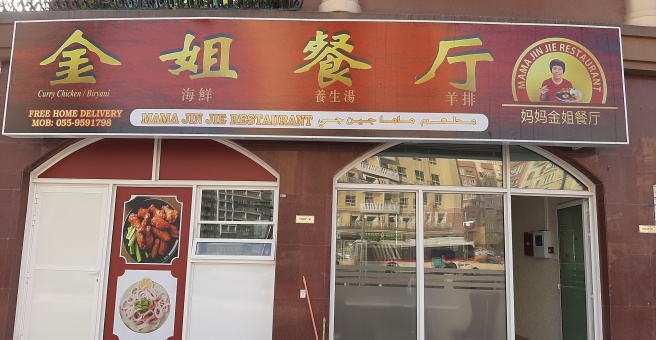 金姐餐厅
Curry Chicken / Biryani
海鮮
養生湯
羊排
FREE HOME DELIVERY
MOB: 055-9591798
MAMA JIN JIE RESTAURANT مطعم ماما جين جي
MAMA JIN JIE RESTAURANT
妈妈金姐餐厅